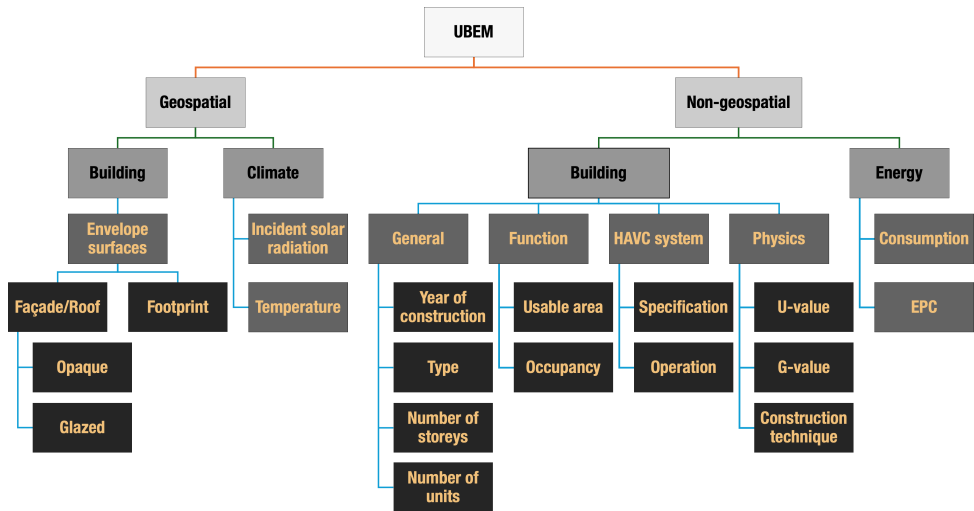 UBEM
Geospatial
Non-geospatial
Building
Climate
Building
Energy
Envelope
surfaces
Incident solar
radiation
General
Function
HAVC system
Physics
Consumption
Façade/Roof
Footprint
Temperature
Year of
construction
Usable area
Specification
U-value
EPC
Opaque
Type
Occupancy
Operation
G-value
Glazed
Number of
storeys
Construction
technique
Number of
units